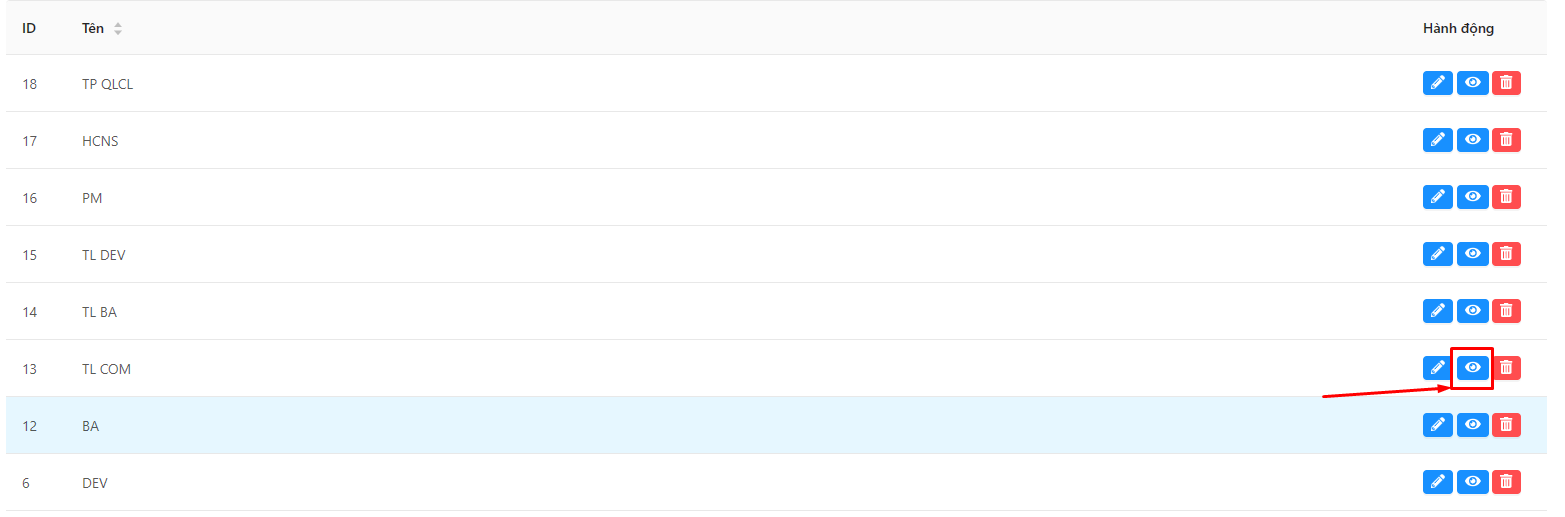 ID Tên Hành động
18 TP QLCL
17 HCNS
16 PM
15 TL DEV
14 TL BA
13 TL COM
12 BA
6 DEV